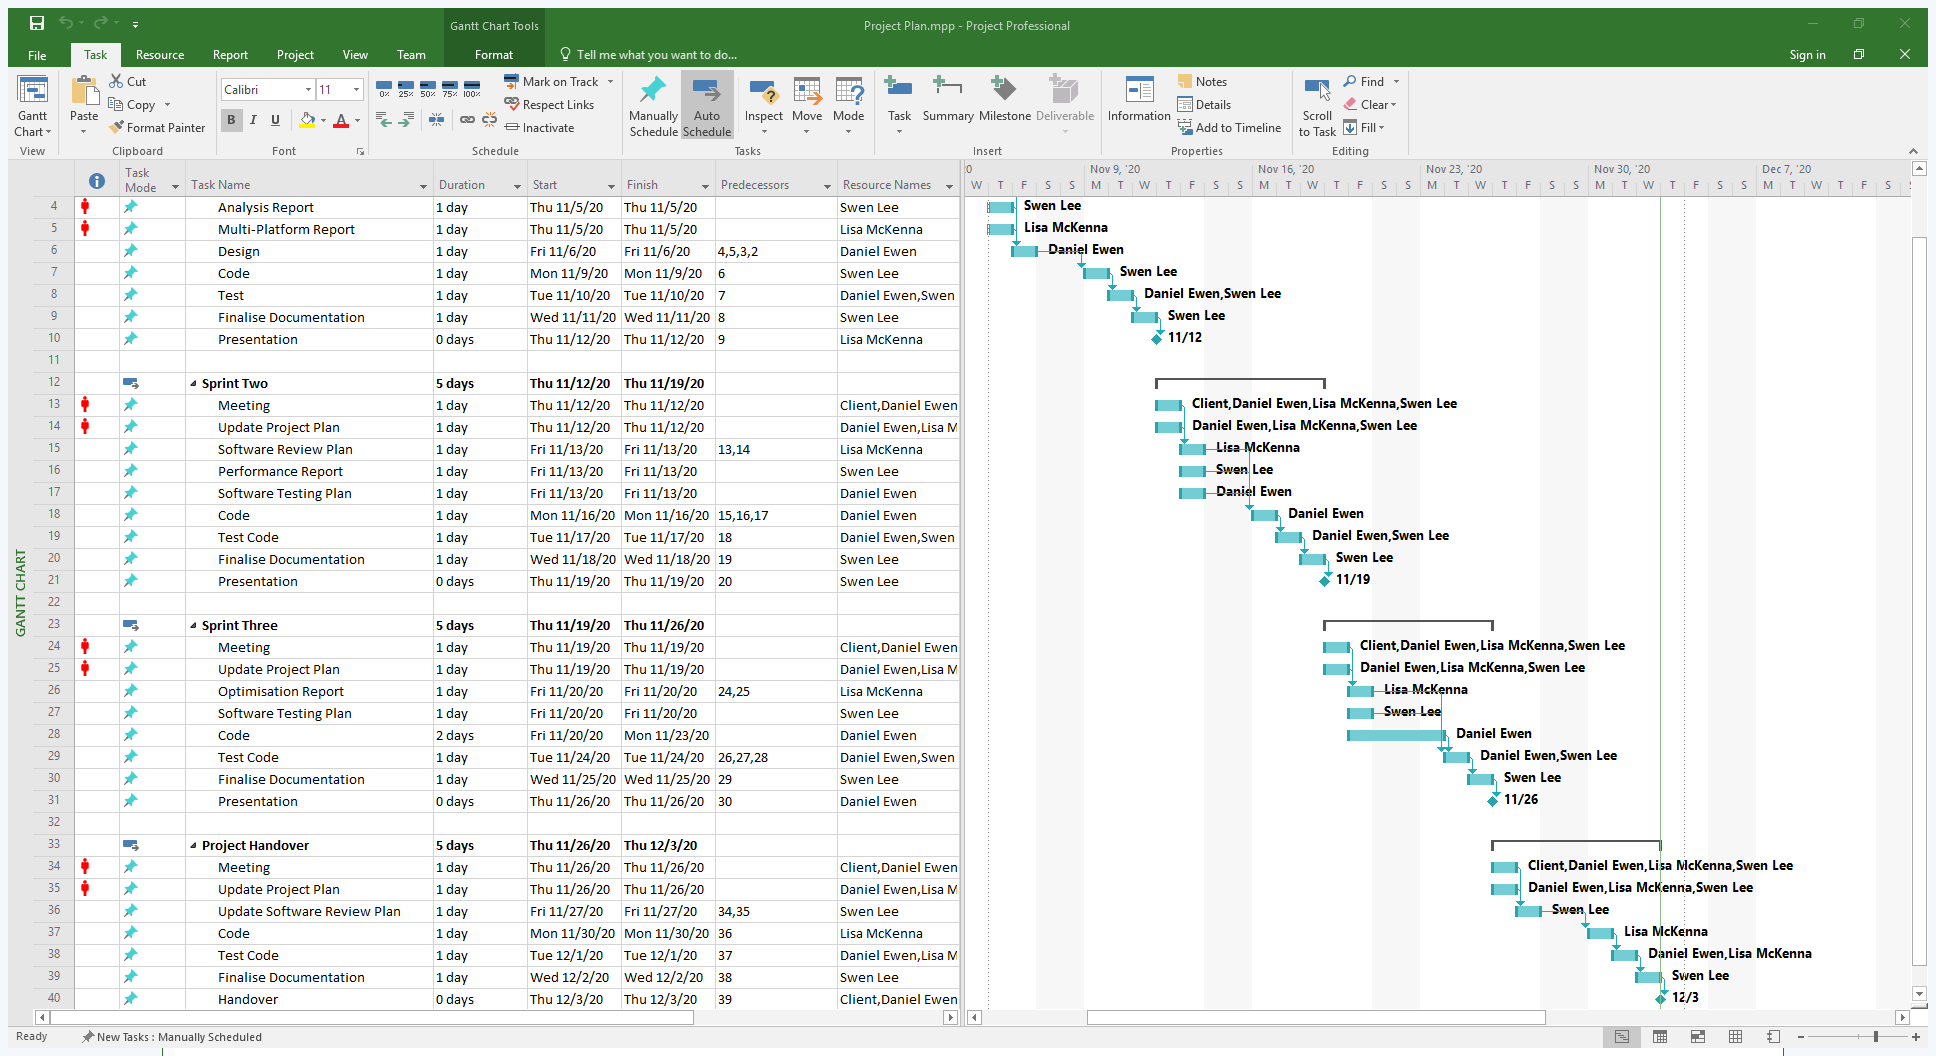 Gantt Chart Tools
Project Plan.mpp - Project Professional
File Task Resource Report Project View Team Format Tell me what you want to do... Sign in
Gantt Chart
View
Paste
Cut
Copy
Format Painter
Clipboard
Calibri 11
B I U A
Font
0% 25% 50% 75% 100%
Mark on Track
Respect Links
Inactivate
Schedule
Manually Schedule
Auto Schedule
Inspect Move Mode
Tasks
Task Summary Milestone Deliverable
Insert
Information
Notes
Details
Add to Timeline
Properties
Scroll to Task
Find
Clear
Fill
Editing
Task Mode Task Name Duration Start Finish Predecessors Resource Names
4 Analysis Report 1 day Thu 11/5/20 Thu 11/5/20 Swen Lee
5 Multi-Platform Report 1 day Thu 11/5/20 Thu 11/5/20 Lisa McKenna
6 Design 1 day Fri 11/6/20 Fri 11/6/20 4,5,3,2 Daniel Ewen
7 Code 1 day Mon 11/9/20 Mon 11/9/20 6 Swen Lee
8 Test 1 day Tue 11/10/20 Tue 11/10/20 7 Daniel Ewen,Swen
9 Finalise Documentation 1 day Wed 11/11/20 Wed 11/11/20 8 Swen Lee
10 Presentation 0 days Thu 11/12/20 Thu 11/12/20 9 Lisa McKenna
11
12 Sprint Two 5 days Thu 11/12/20 Thu 11/19/20
13 Meeting 1 day Thu 11/12/20 Thu 11/12/20 Client,Daniel Ewen
14 Update Project Plan 1 day Thu 11/12/20 Thu 11/12/20 Daniel Ewen,Lisa M
15 Software Review Plan 1 day Fri 11/13/20 Fri 11/13/20 13,14 Lisa McKenna
16 Performance Report 1 day Fri 11/13/20 Fri 11/13/20 Swen Lee
17 Software Testing Plan 1 day Fri 11/13/20 Fri 11/13/20 Daniel Ewen
18 Code 1 day Mon 11/16/20 Mon 11/16/20 15,16,17 Daniel Ewen
19 Test Code 1 day Tue 11/17/20 Tue 11/17/20 18 Daniel Ewen,Swen
20 Finalise Documentation 1 day Wed 11/18/20 Wed 11/18/20 19 Swen Lee
21 Presentation 0 days Thu 11/19/20 Thu 11/19/20 20 Swen Lee
22
23 Sprint Three 5 days Thu 11/19/20 Thu 11/26/20
24 Meeting 1 day Thu 11/19/20 Thu 11/19/20 Client,Daniel Ewen
25 Update Project Plan 1 day Thu 11/19/20 Thu 11/19/20 Daniel Ewen,Lisa M
26 Optimisation Report 1 day Fri 11/20/20 Fri 11/20/20 24,25 Lisa McKenna
27 Software Testing Plan 1 day Fri 11/20/20 Fri 11/20/20 Swen Lee
28 Code 2 days Fri 11/20/20 Mon 11/23/20 Daniel Ewen
29 Test Code 1 day Tue 11/24/20 Tue 11/24/20 26,27,28 Daniel Ewen,Swen
30 Finalise Documentation 1 day Wed 11/25/20 Wed 11/25/20 29 Swen Lee
31 Presentation 0 days Thu 11/26/20 Thu 11/26/20 30 Daniel Ewen
32
33 Project Handover 5 days Thu 11/26/20 Thu 12/3/20
34 Meeting 1 day Thu 11/26/20 Thu 11/26/20 Client,Daniel Ewen
35 Update Project Plan 1 day Thu 11/26/20 Thu 11/26/20 Daniel Ewen,Lisa M
36 Update Software Review Plan 1 day Fri 11/27/20 Fri 11/27/20 34,35 Swen Lee
37 Code 1 day Mon 11/30/20 Mon 11/30/20 36 Lisa McKenna
38 Test Code 1 day Tue 12/1/20 Tue 12/1/20 37 Daniel Ewen,Lisa M
39 Finalise Documentation 1 day Wed 12/2/20 Wed 12/2/20 38 Swen Lee
40 Handover 0 days Thu 12/3/20 Thu 12/3/20 39 Client,Daniel Ewen
GANTT CHART
0 Nov 9, '20 Nov 16, '20 Nov 23, '20 Nov 30, '20 Dec 7, '20
W T F S S M T W T F S S M T W T F S S M T W T F S S M T W T F S S M T W T F S
Swen Lee
Lisa McKenna
Daniel Ewen
Swen Lee
Daniel Ewen,Swen Lee
Swen Lee
11/12
Client,Daniel Ewen,Lisa McKenna,Swen Lee
Daniel Ewen,Lisa McKenna,Swen Lee
Lisa McKenna
Swen Lee
Daniel Ewen
Daniel Ewen
Daniel Ewen,Swen Lee
Swen Lee
11/19
Client,Daniel Ewen,Lisa McKenna,Swen Lee
Daniel Ewen,Lisa McKenna,Swen Lee
Lisa McKenna
Swen Lee
Daniel Ewen
Daniel Ewen,Swen Lee
Swen Lee
11/26
Client,Daniel Ewen,Lisa McKenna,Swen Lee
Daniel Ewen,Lisa McKenna,Swen Lee
Swen Lee
Lisa McKenna
Daniel Ewen,Lisa McKenna
Swen Lee
12/3
Ready New Tasks : Manually Scheduled